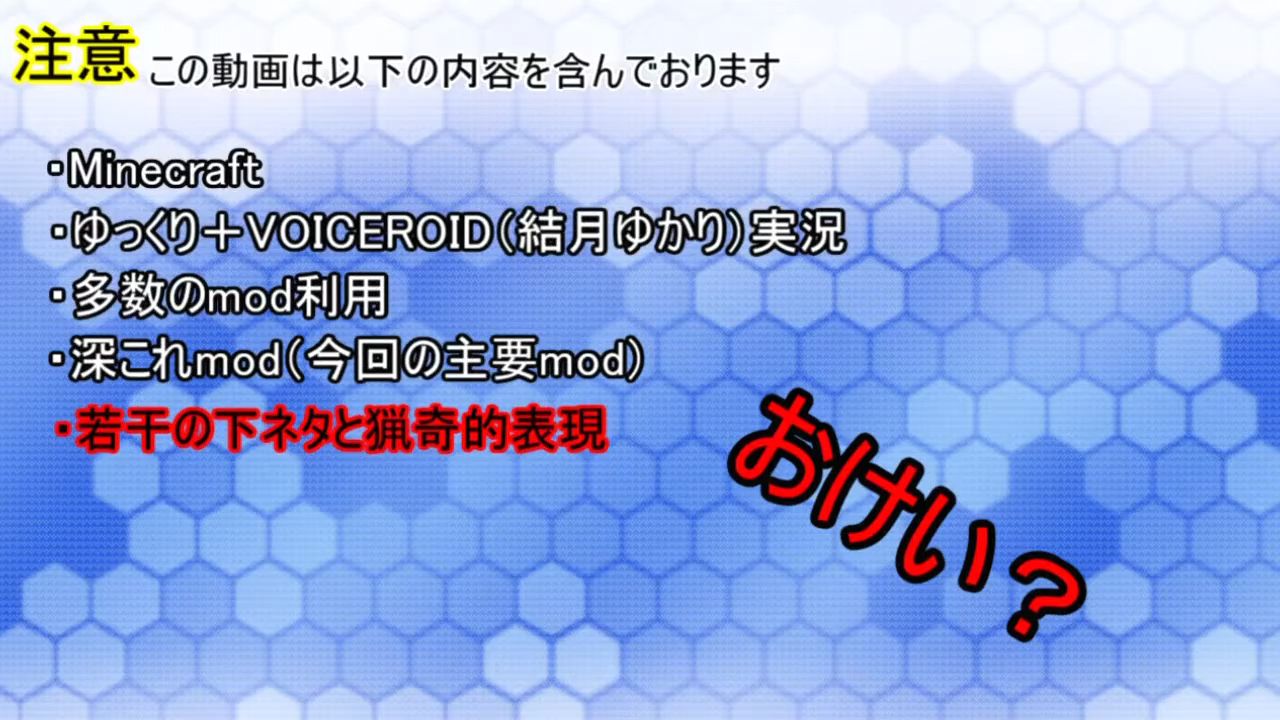 注意 この動画は以下の内容を含んでおります
・Minecraft
・ゆっくり＋VOICEROID（結月ゆかり）実況
・多数のmod利用
・深これmod（今回の主要mod）
・若干の下ネタと猟奇的表現
おけい？